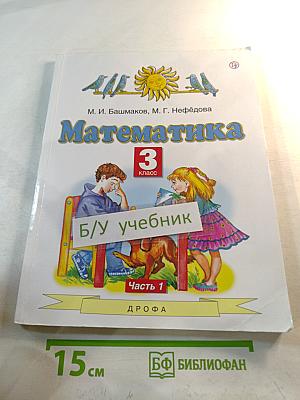 М. И. Башмаков, М. Г. Нефёдова
Математика
3
класс
Б/У учебник
Часть 1
ДРОФА
15 см
БФ БИБЛИОФАН